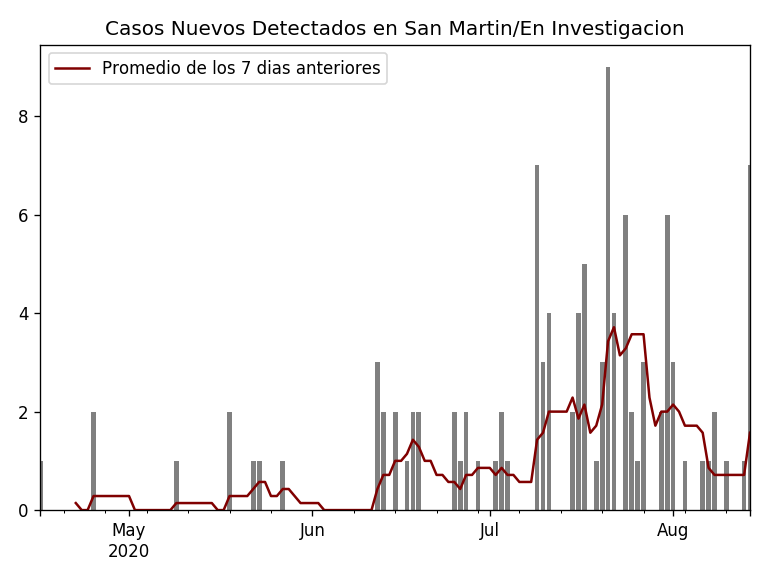 Casos Nuevos Detectados en San Martin/En Investigacion
Promedio de los 7 dias anteriores
8
6
4
2
0
May
2020
Jun
Jul
Aug